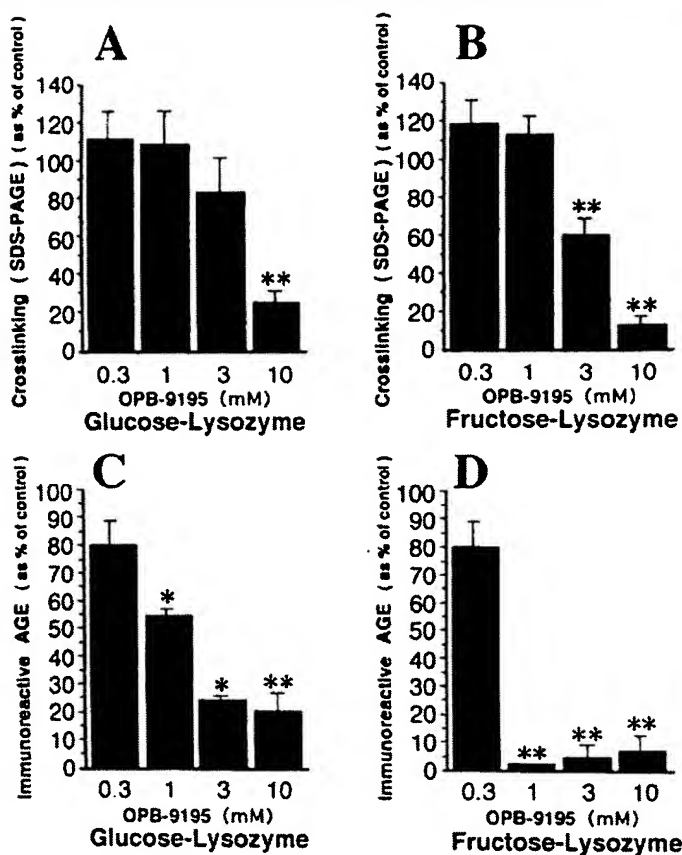 A
Crosslinking ( SDS-PAGE ) ( as % of control )
140
120
100
80
60
40
20
0
**
0.3 1 3 10
OPB-9195 (mM)
Glucose-Lysozyme
B
Crosslinking ( SDS-PAGE ) ( as % of control )
140
120
100
80
60
40
20
0
**
**
0.3 1 3 10
OPB-9195 (mM)
Fructose-Lysozyme
C
Immunoreactive AGE ( as % of control )
100
90
80
70
60
50
40
30
20
10
0
*
*
**
0.3 1 3 10
OPB-9195 (mM)
Glucose-Lysozyme
D
Immunoreactive AGE ( as % of control )
100
90
80
70
60
50
40
30
20
10
0
**
**
**
0.3 1 3 10
OPB-9195 (mM)
Fructose-Lysozyme